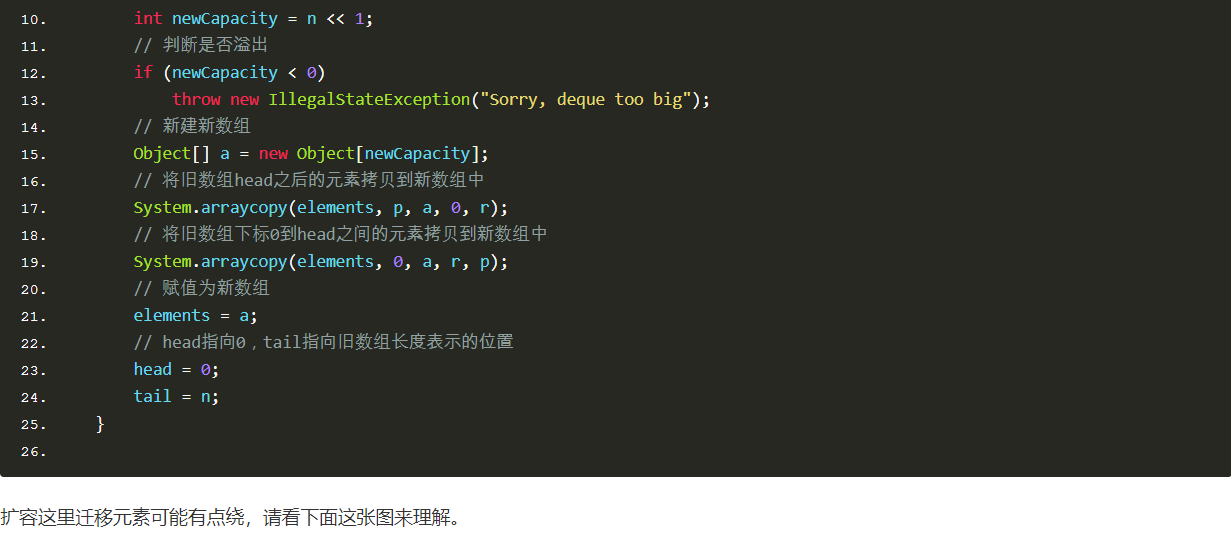 10. int newCapacity = n << 1;
11. // 判断是否溢出
12. if (newCapacity < 0)
13. throw new IllegalStateException("Sorry, deque too big");
14. // 新建新数组
15. Object[] a = new Object[newCapacity];
16. // 将旧数组head之后的元素拷贝到新数组中
17. System.arraycopy(elements, p, a, 0, r);
18. // 将旧数组下标0到head之间的元素拷贝到新数组中
19. System.arraycopy(elements, 0, a, r, p);
20. // 赋值为新数组
21. elements = a;
22. // head指向0，tail指向旧数组长度表示的位置
23. head = 0;
24. tail = n;
25. }
26.
扩容这里迁移元素可能有点绕，请看下面这张图来理解。